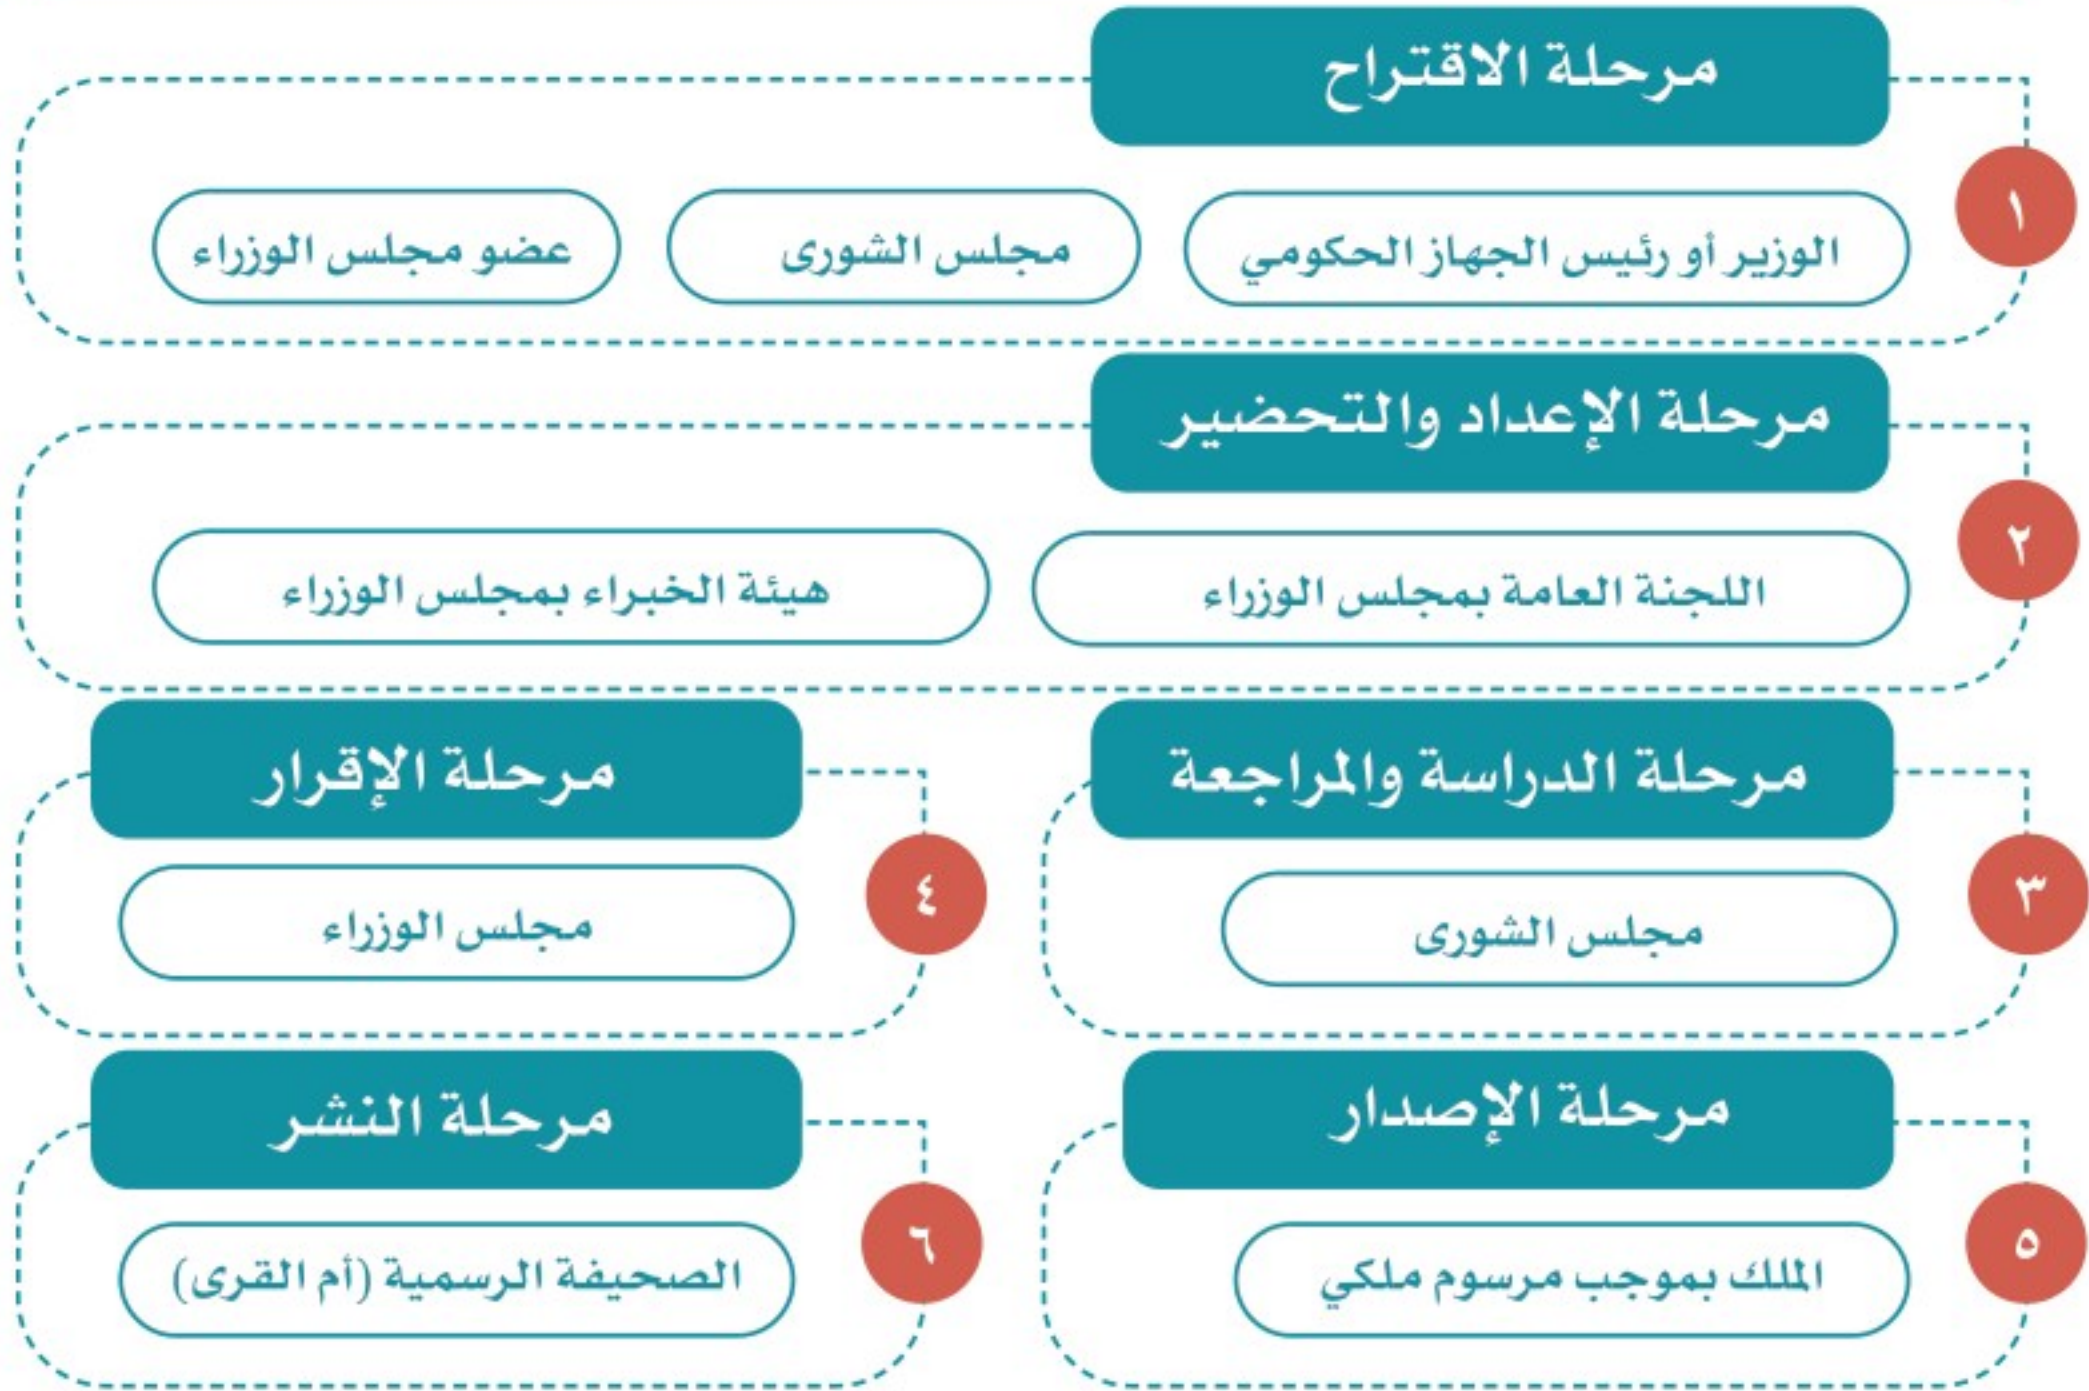 مرحلة الاقتراح
١
الوزير أو رئيس الجهاز الحكومي
مجلس الشورى
عضو مجلس الوزراء
مرحلة الإعداد والتحضير
٢
اللجنة العامة بمجلس الوزراء
هيئة الخبراء بمجلس الوزراء
مرحلة الدراسة والمراجعة
٣
مجلس الشورى
مرحلة الإقرار
٤
مجلس الوزراء
مرحلة الإصدار
٥
الملك بموجب مرسوم ملكي
مرحلة النشر
٦
الصحيفة الرسمية (أم القرى)